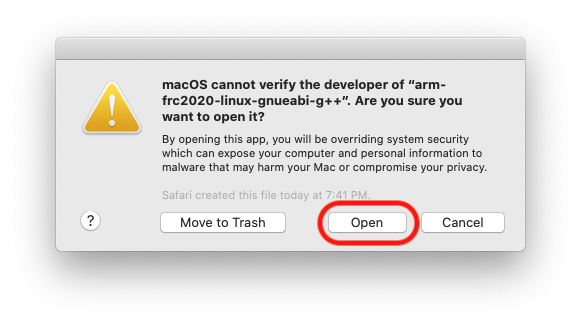 macOS cannot verify the developer of “arm-
frc2020-linux-gnueabi-g++”. Are you sure you
want to open it?
By opening this app, you will be overriding system security
which can expose your computer and personal information to
malware that may harm your Mac or compromise your privacy.
Safari created this file today at 7:41 PM.
?
Move to Trash
Open
Cancel